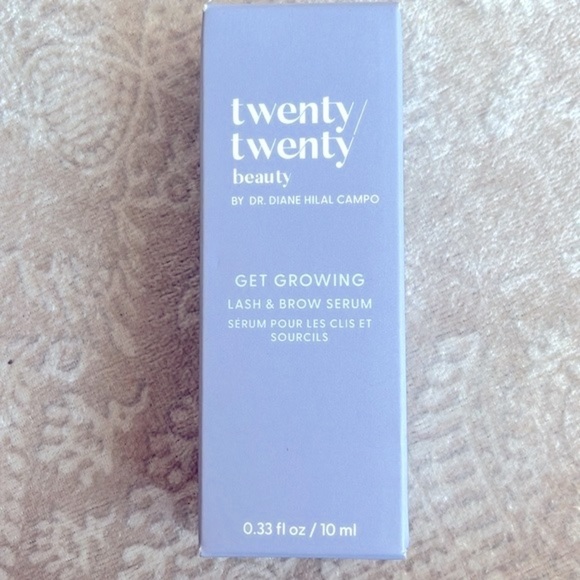 twenty/
twenty
beauty
BY DR. DIANE HILAL CAMPO
GET GROWING
LASH & BROW SERUM
SÉRUM POUR LES CLIS ET
SOURCILS
0.33 fl oz / 10 ml